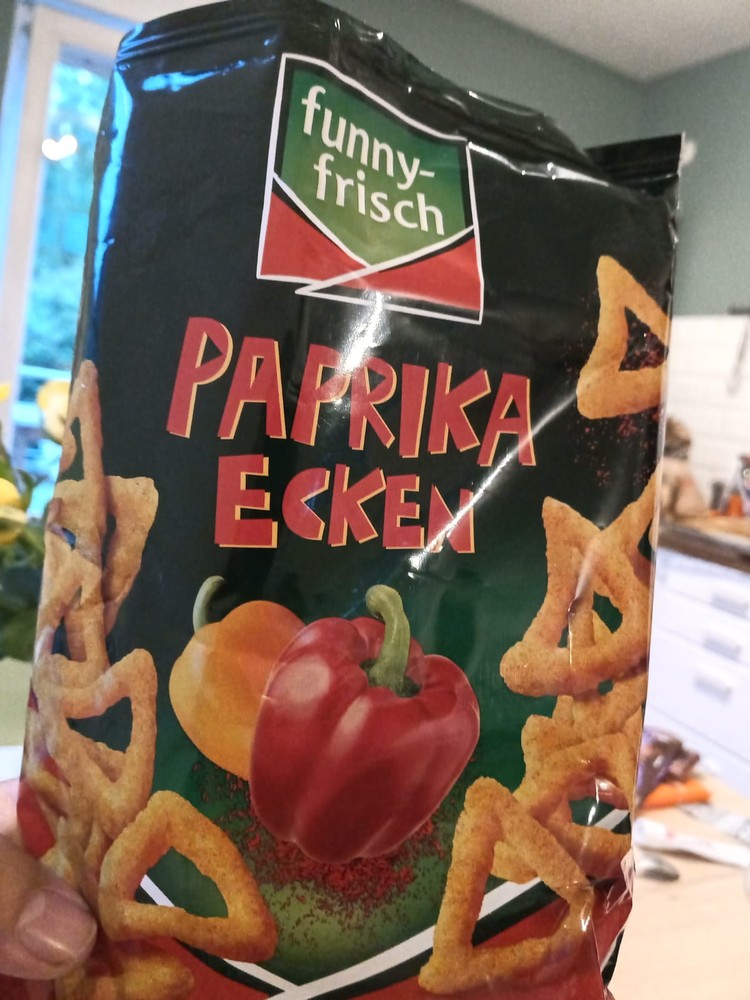 funny-
frisch
PAPRIKA
ECKEN